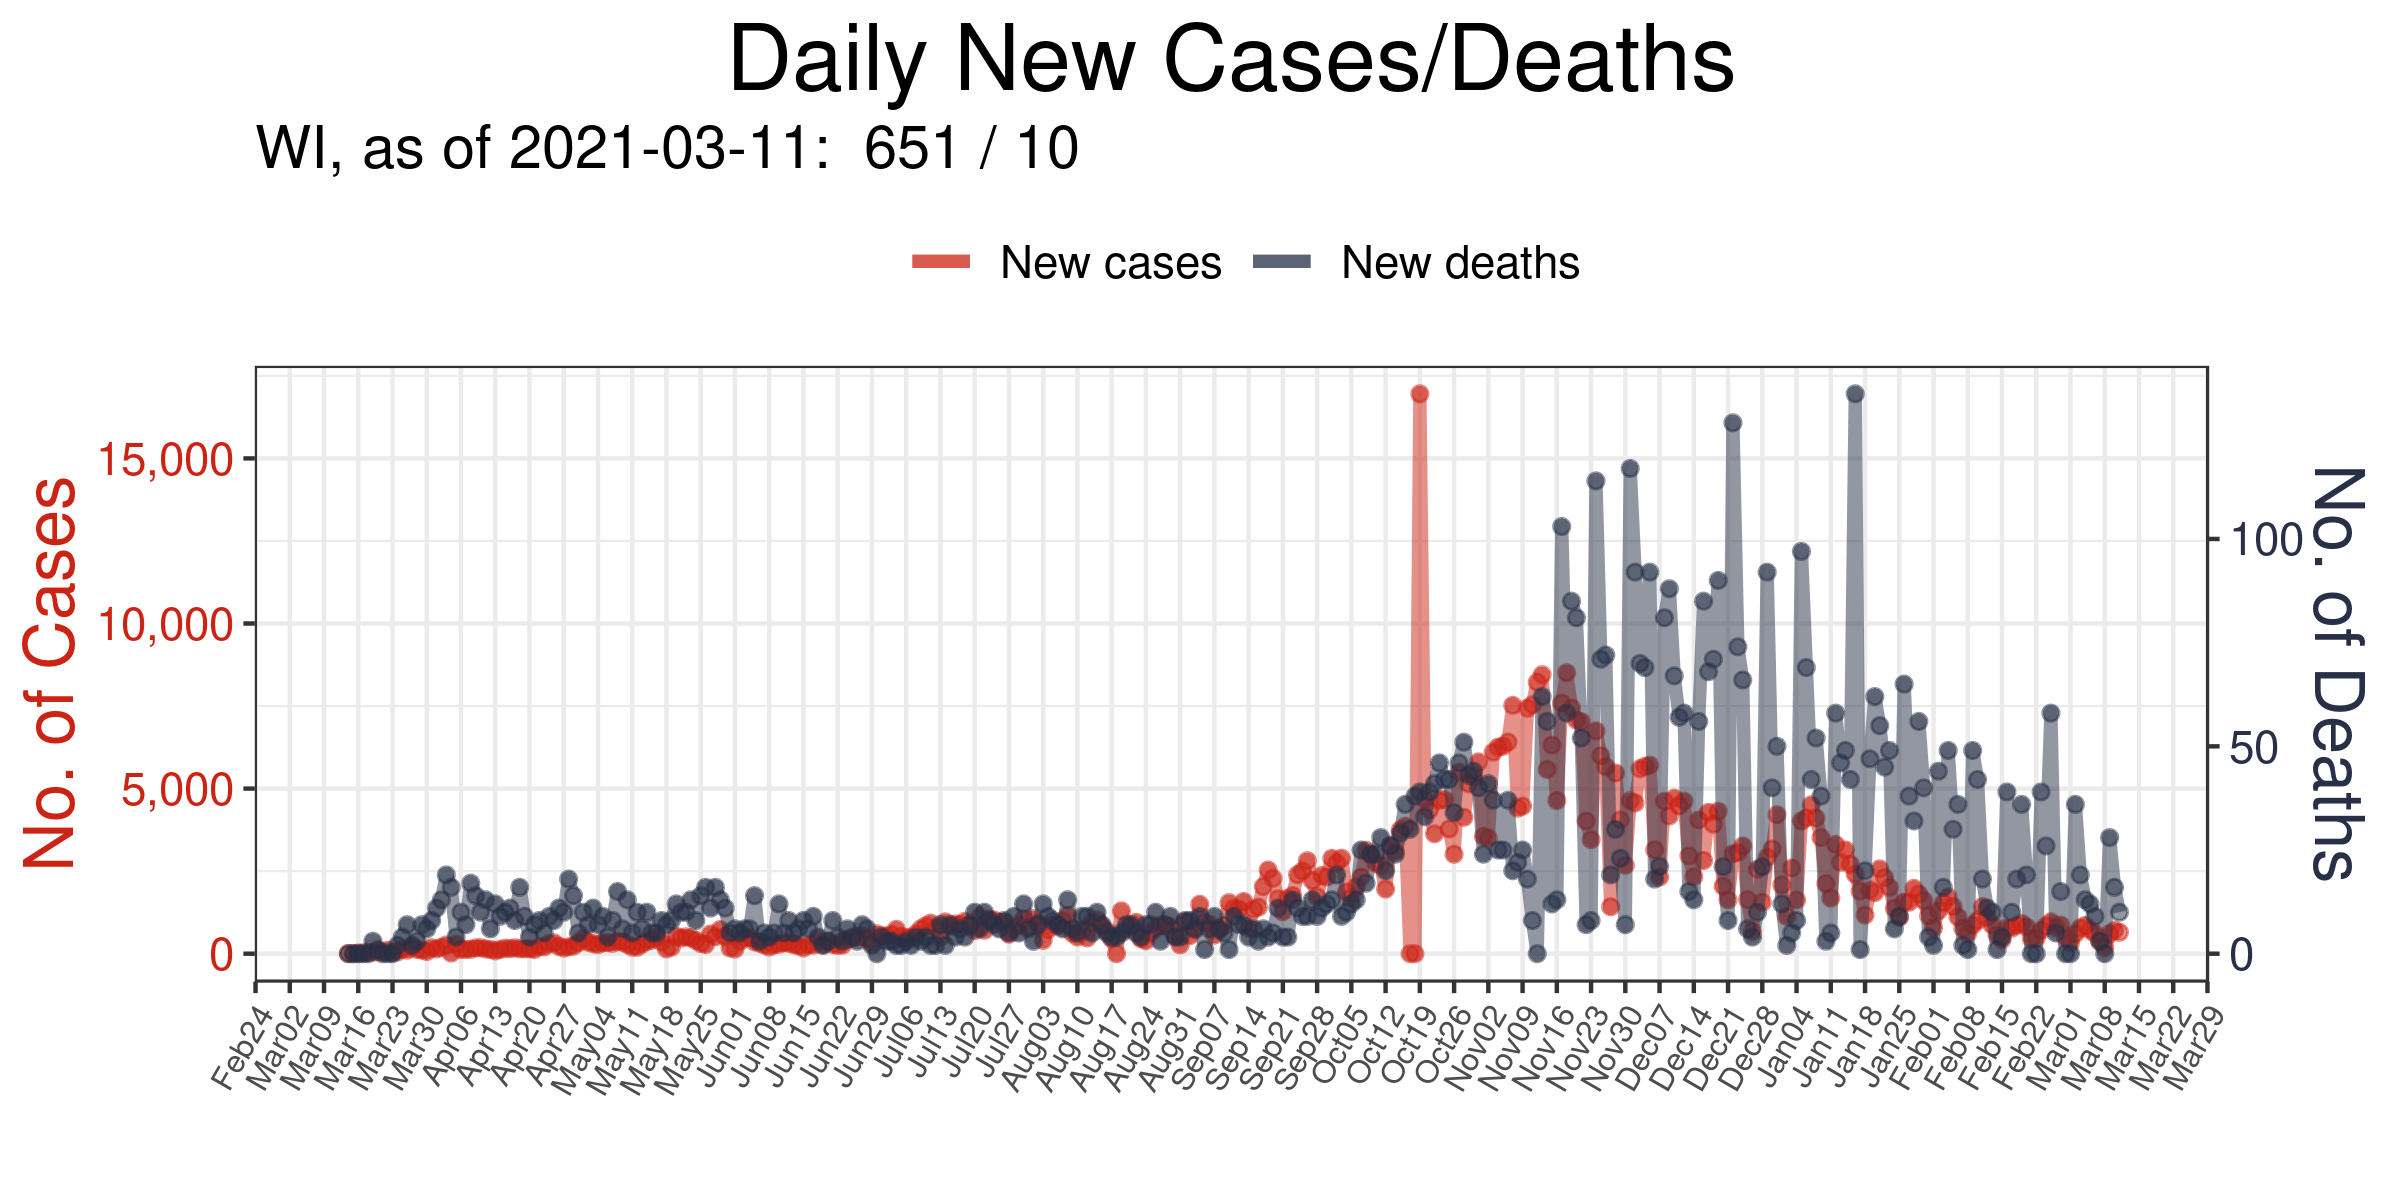 Daily New Cases/Deaths
WI, as of 2021-03-11:  651 / 10
New cases
New deaths
No. of Cases
15,000
10,000
5,000
0
No. of Deaths
100
50
0
Feb24
Mar02
Mar09
Mar16
Mar23
Mar30
Apr06
Apr13
Apr20
Apr27
May04
May11
May18
May25
Jun01
Jun08
Jun15
Jun22
Jun29
Jul06
Jul13
Jul20
Jul27
Aug03
Aug10
Aug17
Aug24
Aug31
Sep07
Sep14
Sep21
Sep28
Oct05
Oct12
Oct19
Oct26
Nov02
Nov09
Nov16
Nov23
Nov30
Dec07
Dec14
Dec21
Dec28
Jan04
Jan11
Jan18
Jan25
Feb01
Feb08
Feb15
Feb22
Mar01
Mar08
Mar15
Mar22
Mar29